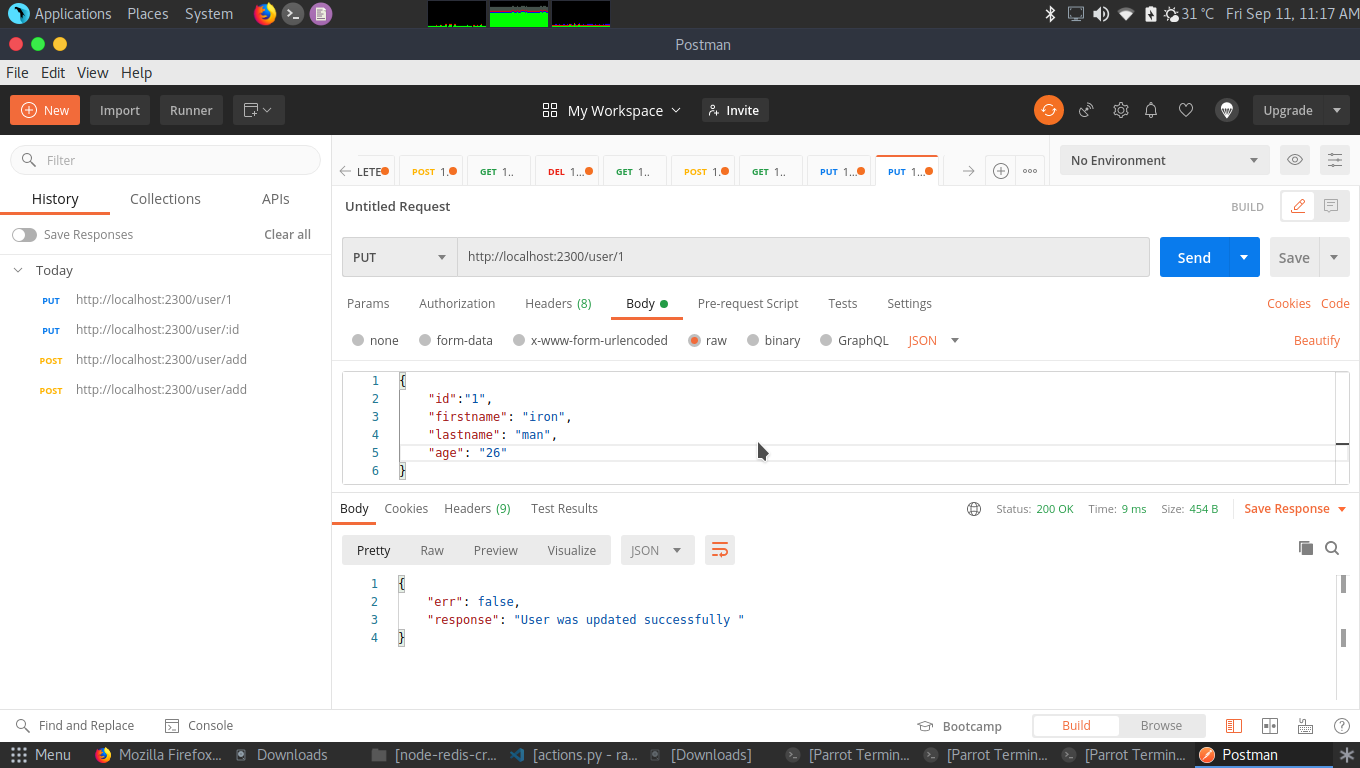 Applications Places System 31 °C Fri Sep 11, 11:17 AM
Postman
File Edit View Help
New Import Runner My Workspace Invite Upgrade
Filter
History Collections APIs
Save Responses Clear all
Today
PUT http://localhost:2300/user/1
PUT http://localhost:2300/user/:id
POST http://localhost:2300/user/add
POST http://localhost:2300/user/add
LETE POST 1. GET 1.. DEL 1... GET 1.. POST 1. GET 1.. PUT 1... PUT 1... No Environment
Untitled Request BUILD
PUT http://localhost:2300/user/1 Send Save
Params Authorization Headers (8) Body Pre-request Script Tests Settings Cookies Code
none form-data x-www-form-urlencoded raw binary GraphQL JSON Beautify
1 {
2 "id":"1",
3 "firstname": "iron",
4 "lastname": "man",
5 "age": "26"
6 }
Body Cookies Headers (9) Test Results Status: 200 OK Time: 9 ms Size: 454 B Save Response
Pretty Raw Preview Visualize JSON
1 {
2 "err": false,
3 "response": "User was updated successfully "
4 }
Find and Replace Console Bootcamp Build Browse
Menu Mozilla Firefox... Downloads [node-redis-cr... [actions.py - ra... [Downloads] [Parrot Termin... [Parrot Termin... [Parrot Termin... Postman